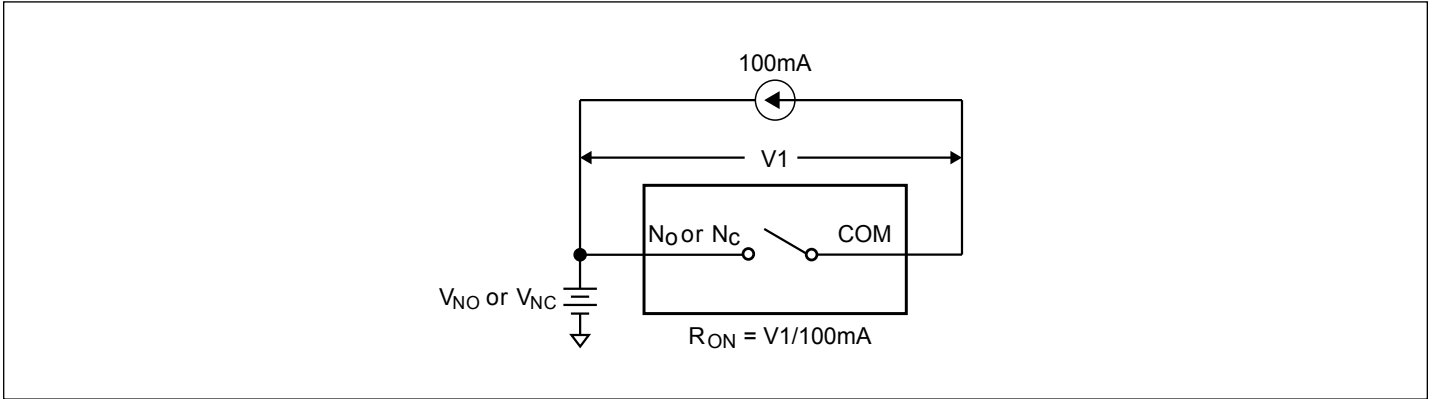 100mA
V1
NO or NC COM
VNO or VNC
RON = V1/100mA